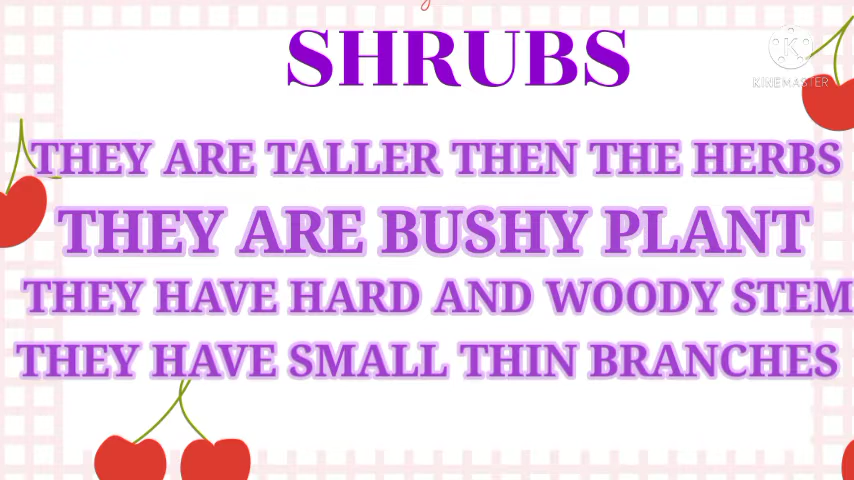 SHRUBS
K
KINEMASTER
THEY ARE TALLER THEN THE HERBS
THEY ARE BUSHY PLANT
THEY HAVE HARD AND WOODY STEM
THEY HAVE SMALL THIN BRANCHES